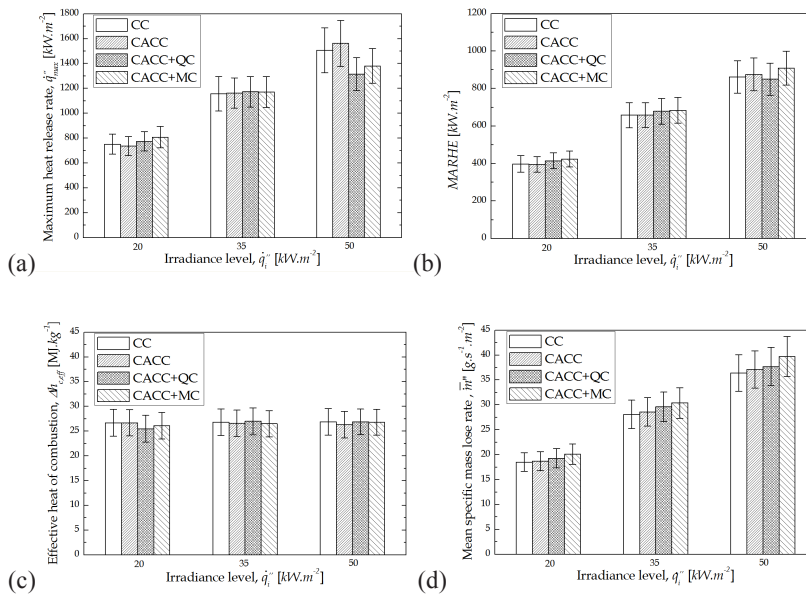 Maximum heat release rate, q̇″max [kW.m⁻²]
1800
1600
1400
1200
1000
800
600
400
200
0
CC
CACC
CACC+QC
CACC+MC
20 35 50
Irradiance level, q̇i″ [kW.m⁻²]
(a)
MARHE [kW.m⁻²]
1200
1000
800
600
400
200
0
CC
CACC
CACC+QC
CACC+MC
20 35 50
Irradiance level, q̇i″ [kW.m⁻²]
(b)
Effective heat of combustion, Δhc,eff [MJ.kg⁻¹]
45
40
35
30
25
20
15
10
5
0
CC
CACC
CACC+QC
CACC+MC
20 35 50
Irradiance level, q̇i″ [kW.m⁻²]
(c)
Mean specific mass lose rate, m̅″ [g.s⁻¹.m⁻²]
45
40
35
30
25
20
15
10
5
0
CC
CACC
CACC+QC
CACC+MC
20 35 50
Irradiance level, q̇i″ [kW.m⁻²]
(d)